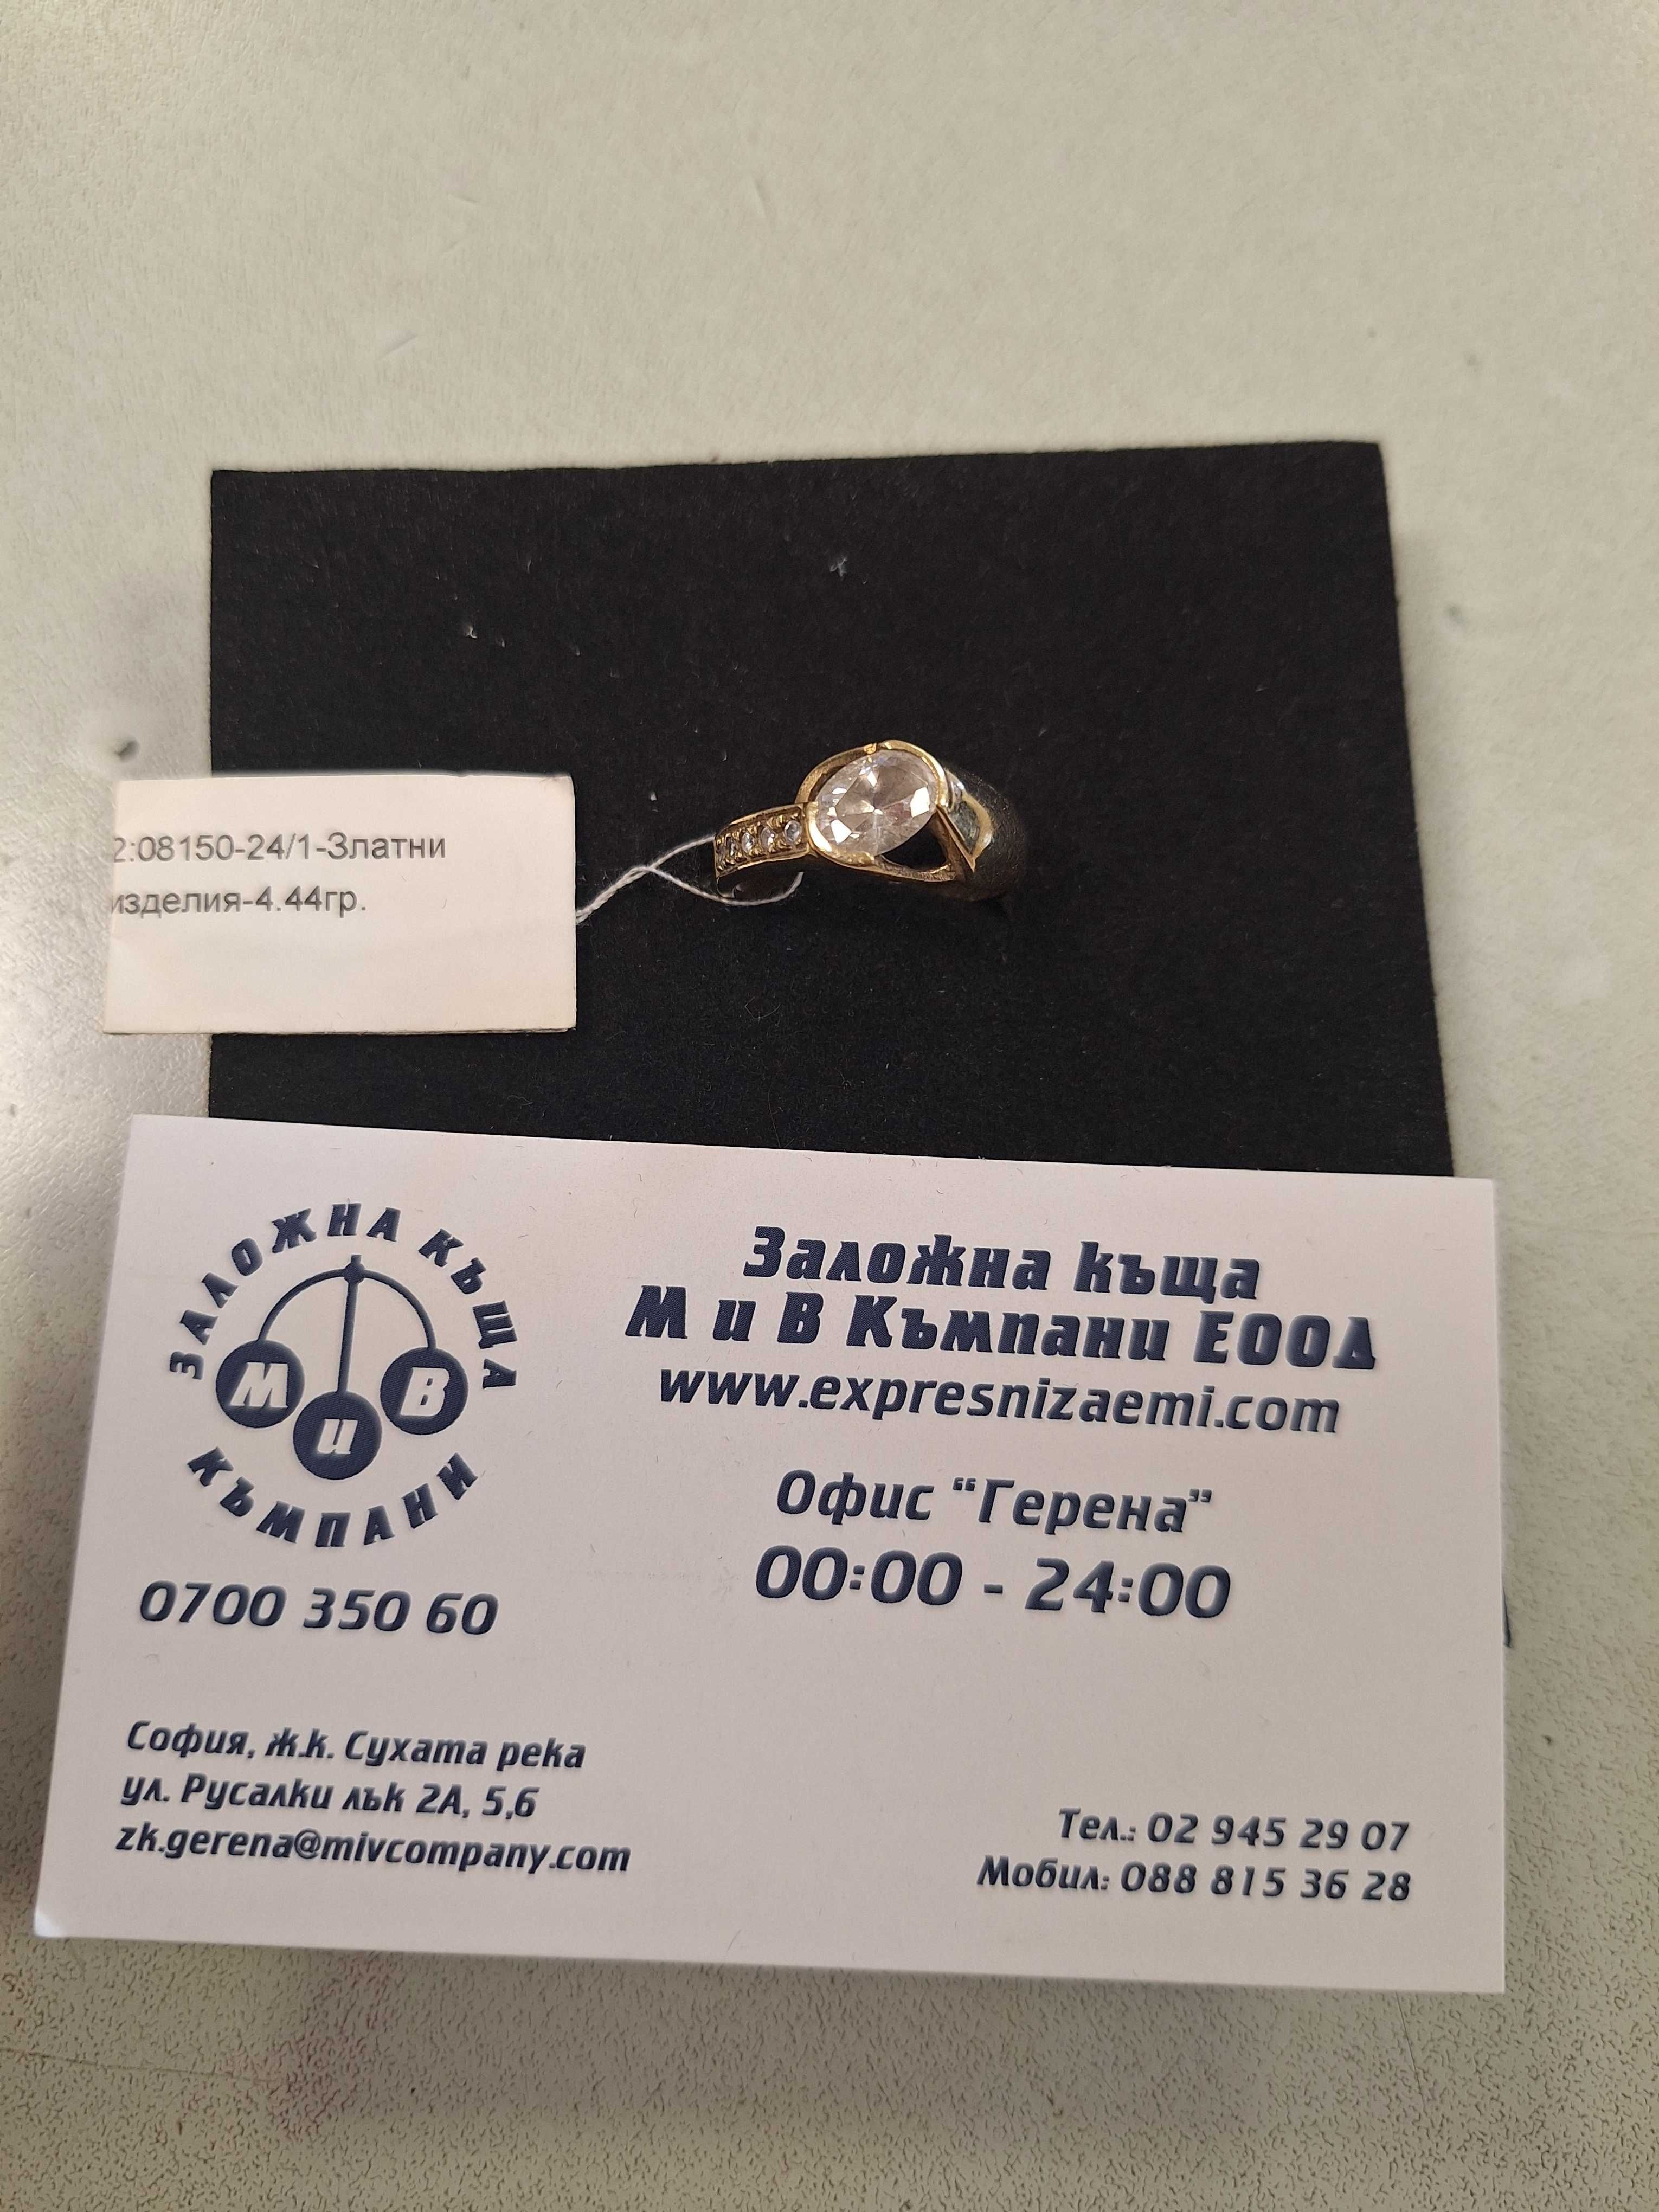 2:08150-24/1-Златни
изделия-4.44гр.
ЗАЛОЖНА КЪЩА
М и В
КЪМПАНИ
0700 350 60
Заложна къща
М и В Къмпани ЕООД
www.expresnizaemi.com
Офис “Герена”
00:00 - 24:00
София, ж.к. Сухата река
ул. Русалки лък 2А, 5,6
zk.gerena@mivcompany.com
Тел.: 02 945 29 07
Мобил: 088 815 36 28